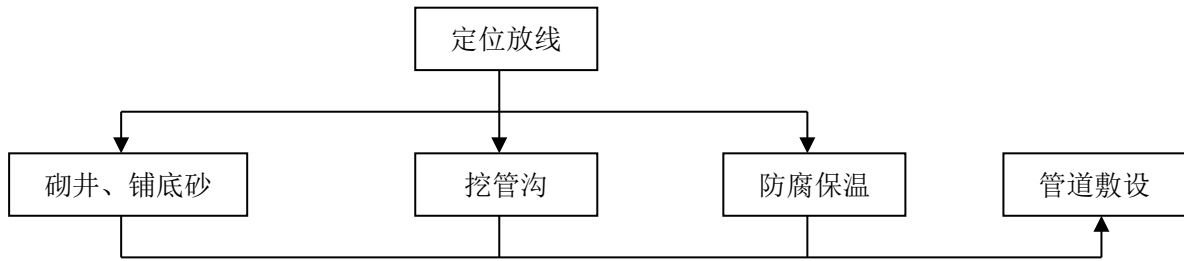 定位放线
砌井、铺底砂
挖管沟
防腐保温
管道敷设